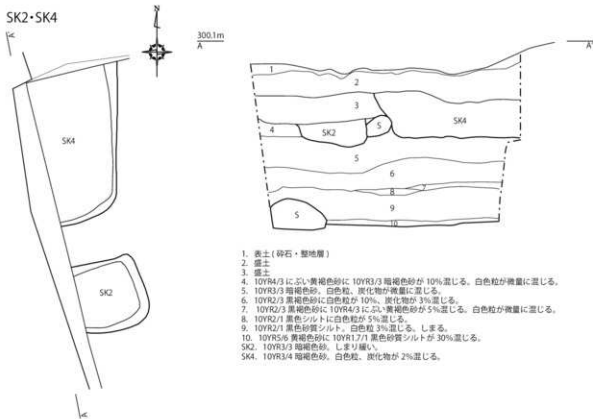 SK2・SK4
A
N
300.1m
A
A'
1
2
3
S
SK4
4
SK2
5
6
7
8
S
9
10
SK4
SK2
A
1. 表土 ( 砕石・整地層 )
2. 盛土
3. 盛土
4. 10YR4/3 にぶい黄褐色砂に 10YR3/3 暗褐色砂が 10%混じる。白色粒が微量に混じる。
5. 10YR3/3 暗褐色砂。白色粒、炭化物が微量に混じる。
6. 10YR2/3 黒褐色砂に白色粒が 10%、炭化物が 3%混じる。
7. 10YR2/3 黒褐色砂に 10YR4/3 にぶい黄褐色砂が 5%混じる。白色粒が微量に混じる。
8. 10YR2/1 黒色シルトに白色粒が 5%混じる。
9. 10YR2/1 黒色砂質シルト。白色粒 3%混じる。しまる。
10. 10YR5/6 黄褐色砂に 10YR1.7/1 黒色砂質シルトが 30%混じる。
SK2. 10YR3/3 暗褐色砂。しまり緩い。
SK4. 10YR3/4 暗褐色砂。白色粒、炭化物が 2%混じる。